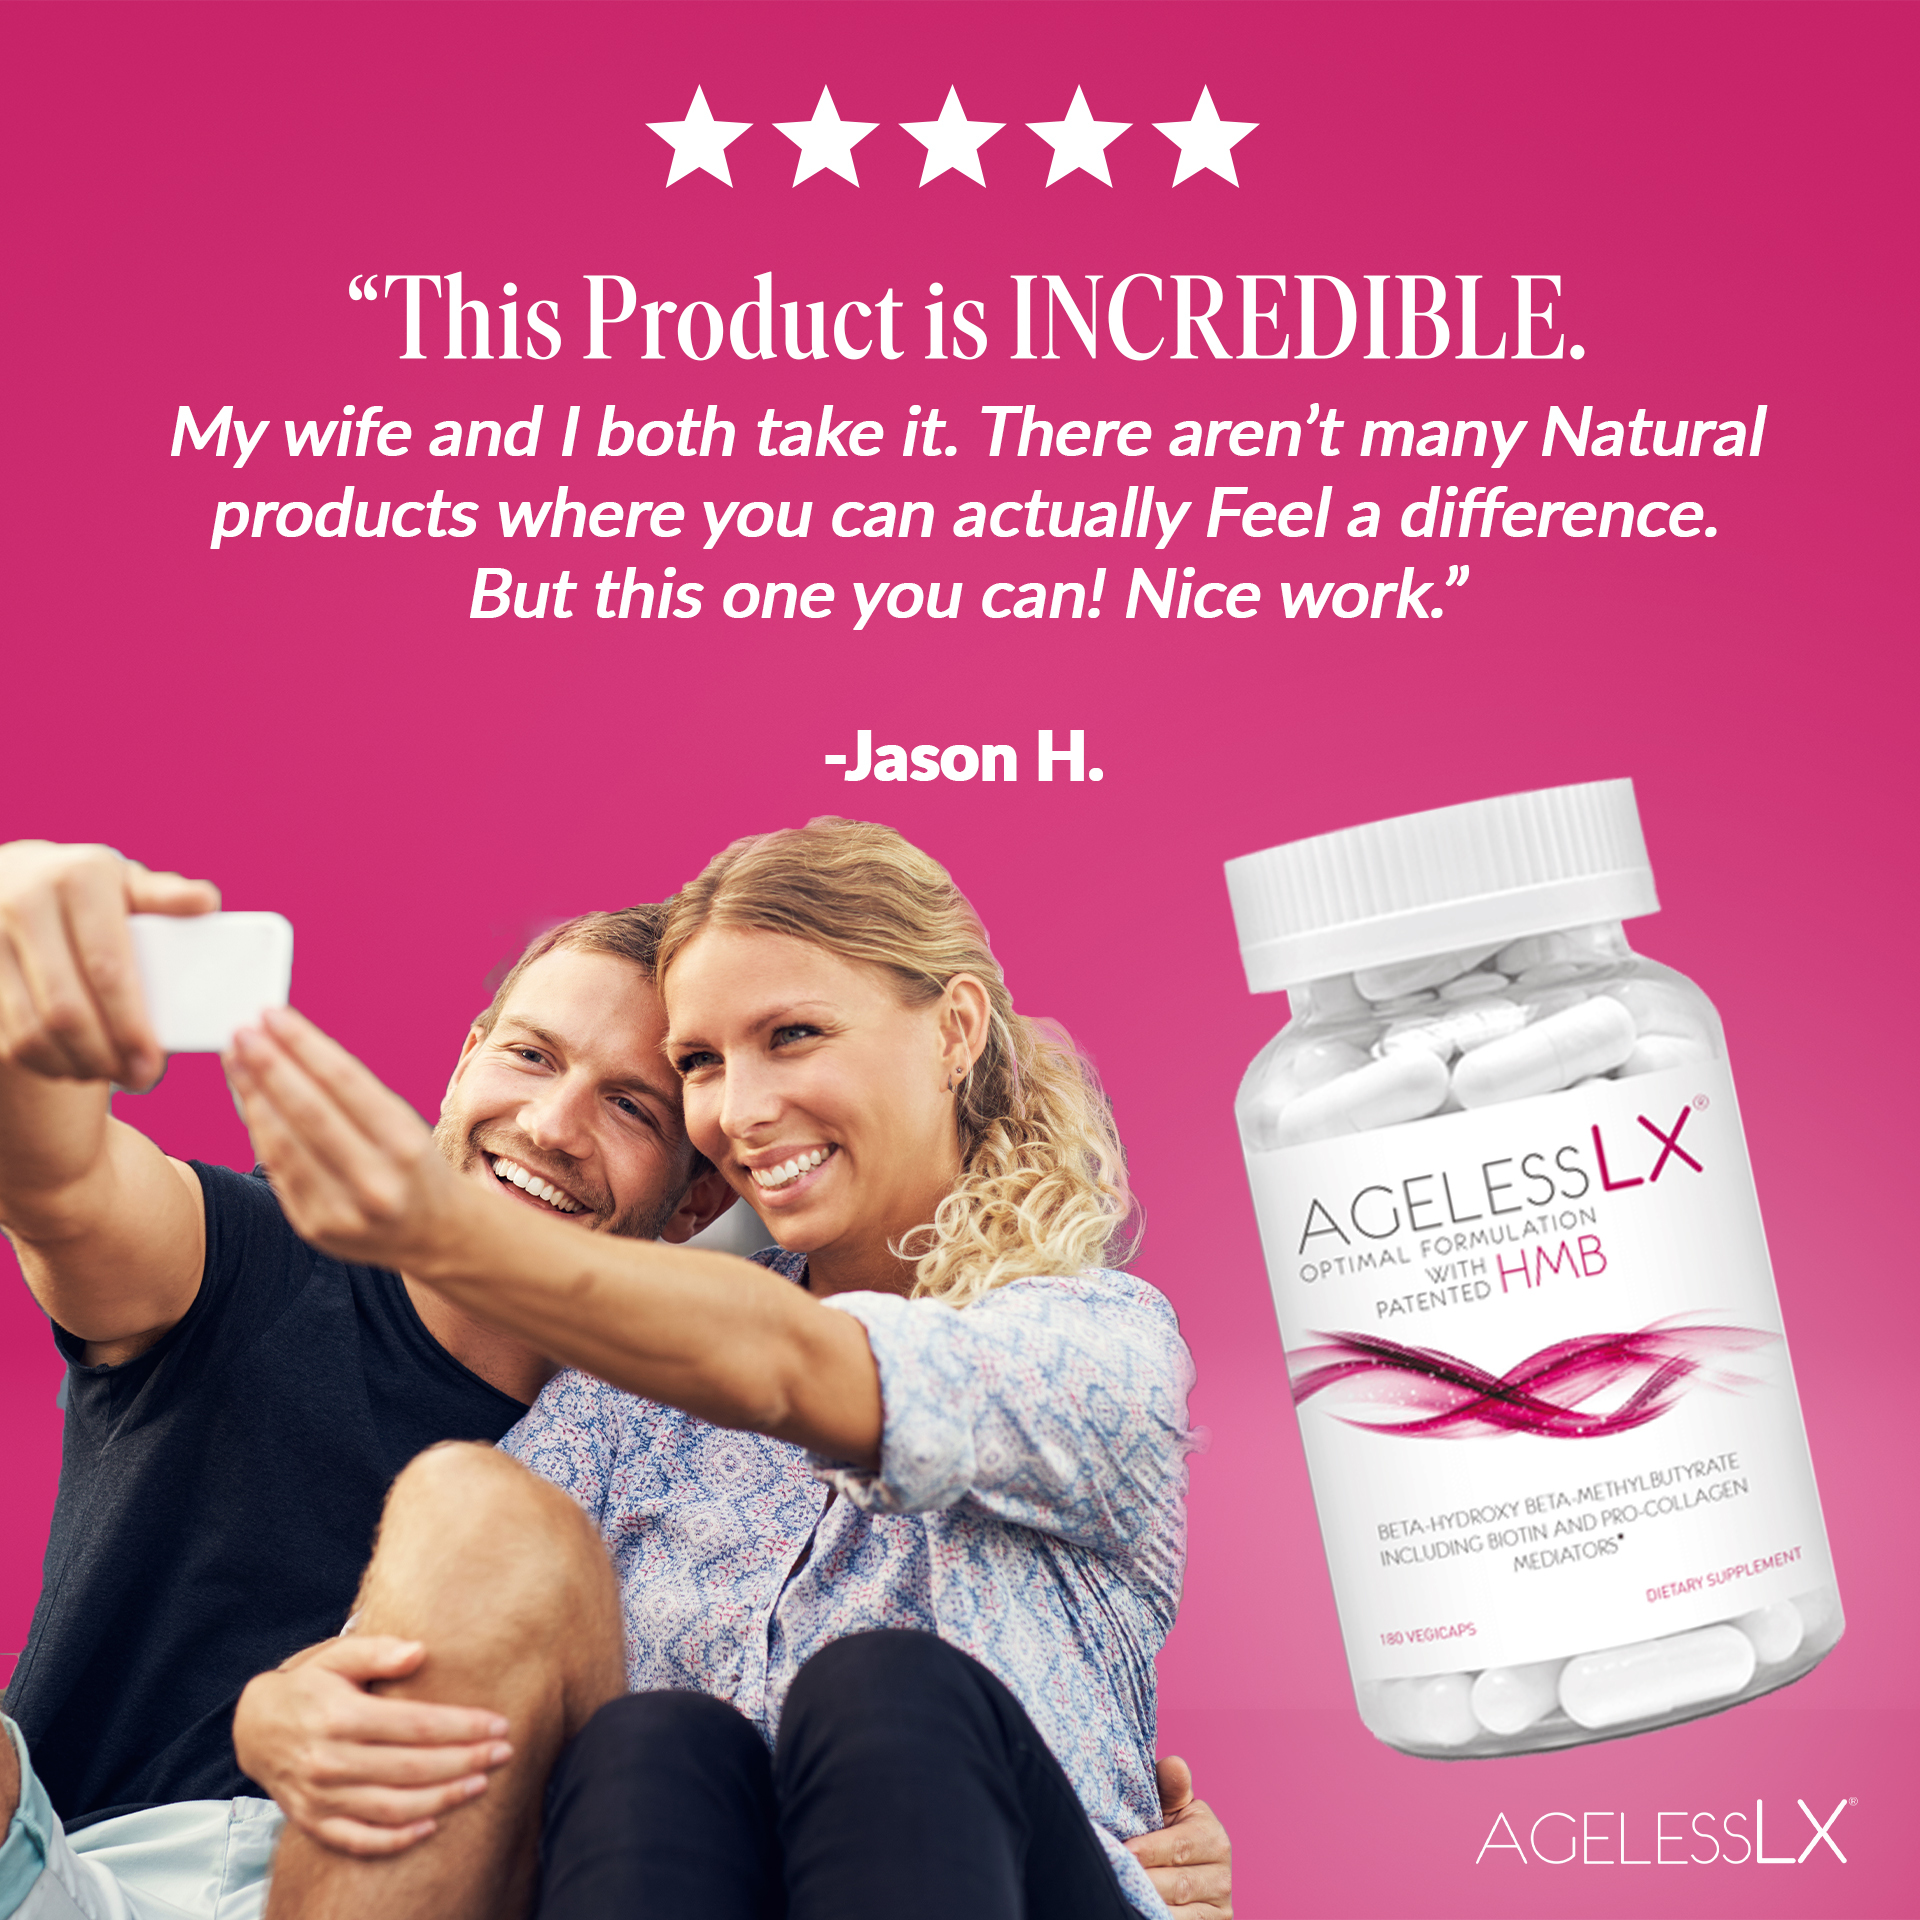 “This Product is INCREDIBLE.
My wife and I both take it. There aren’t many Natural
products where you can actually Feel a difference.
But this one you can! Nice work.”
-Jason H.
AGELESSLX®
OPTIMAL FORMULATION
WITH
PATENTED HMB
BETA-HYDROXY BETA-METHYLBUTYRATE
INCLUDING BIOTIN AND PRO-COLLAGEN
MEDIATORS*
DIETARY SUPPLEMENT
180 VEGICAPS
AGELESSLX®